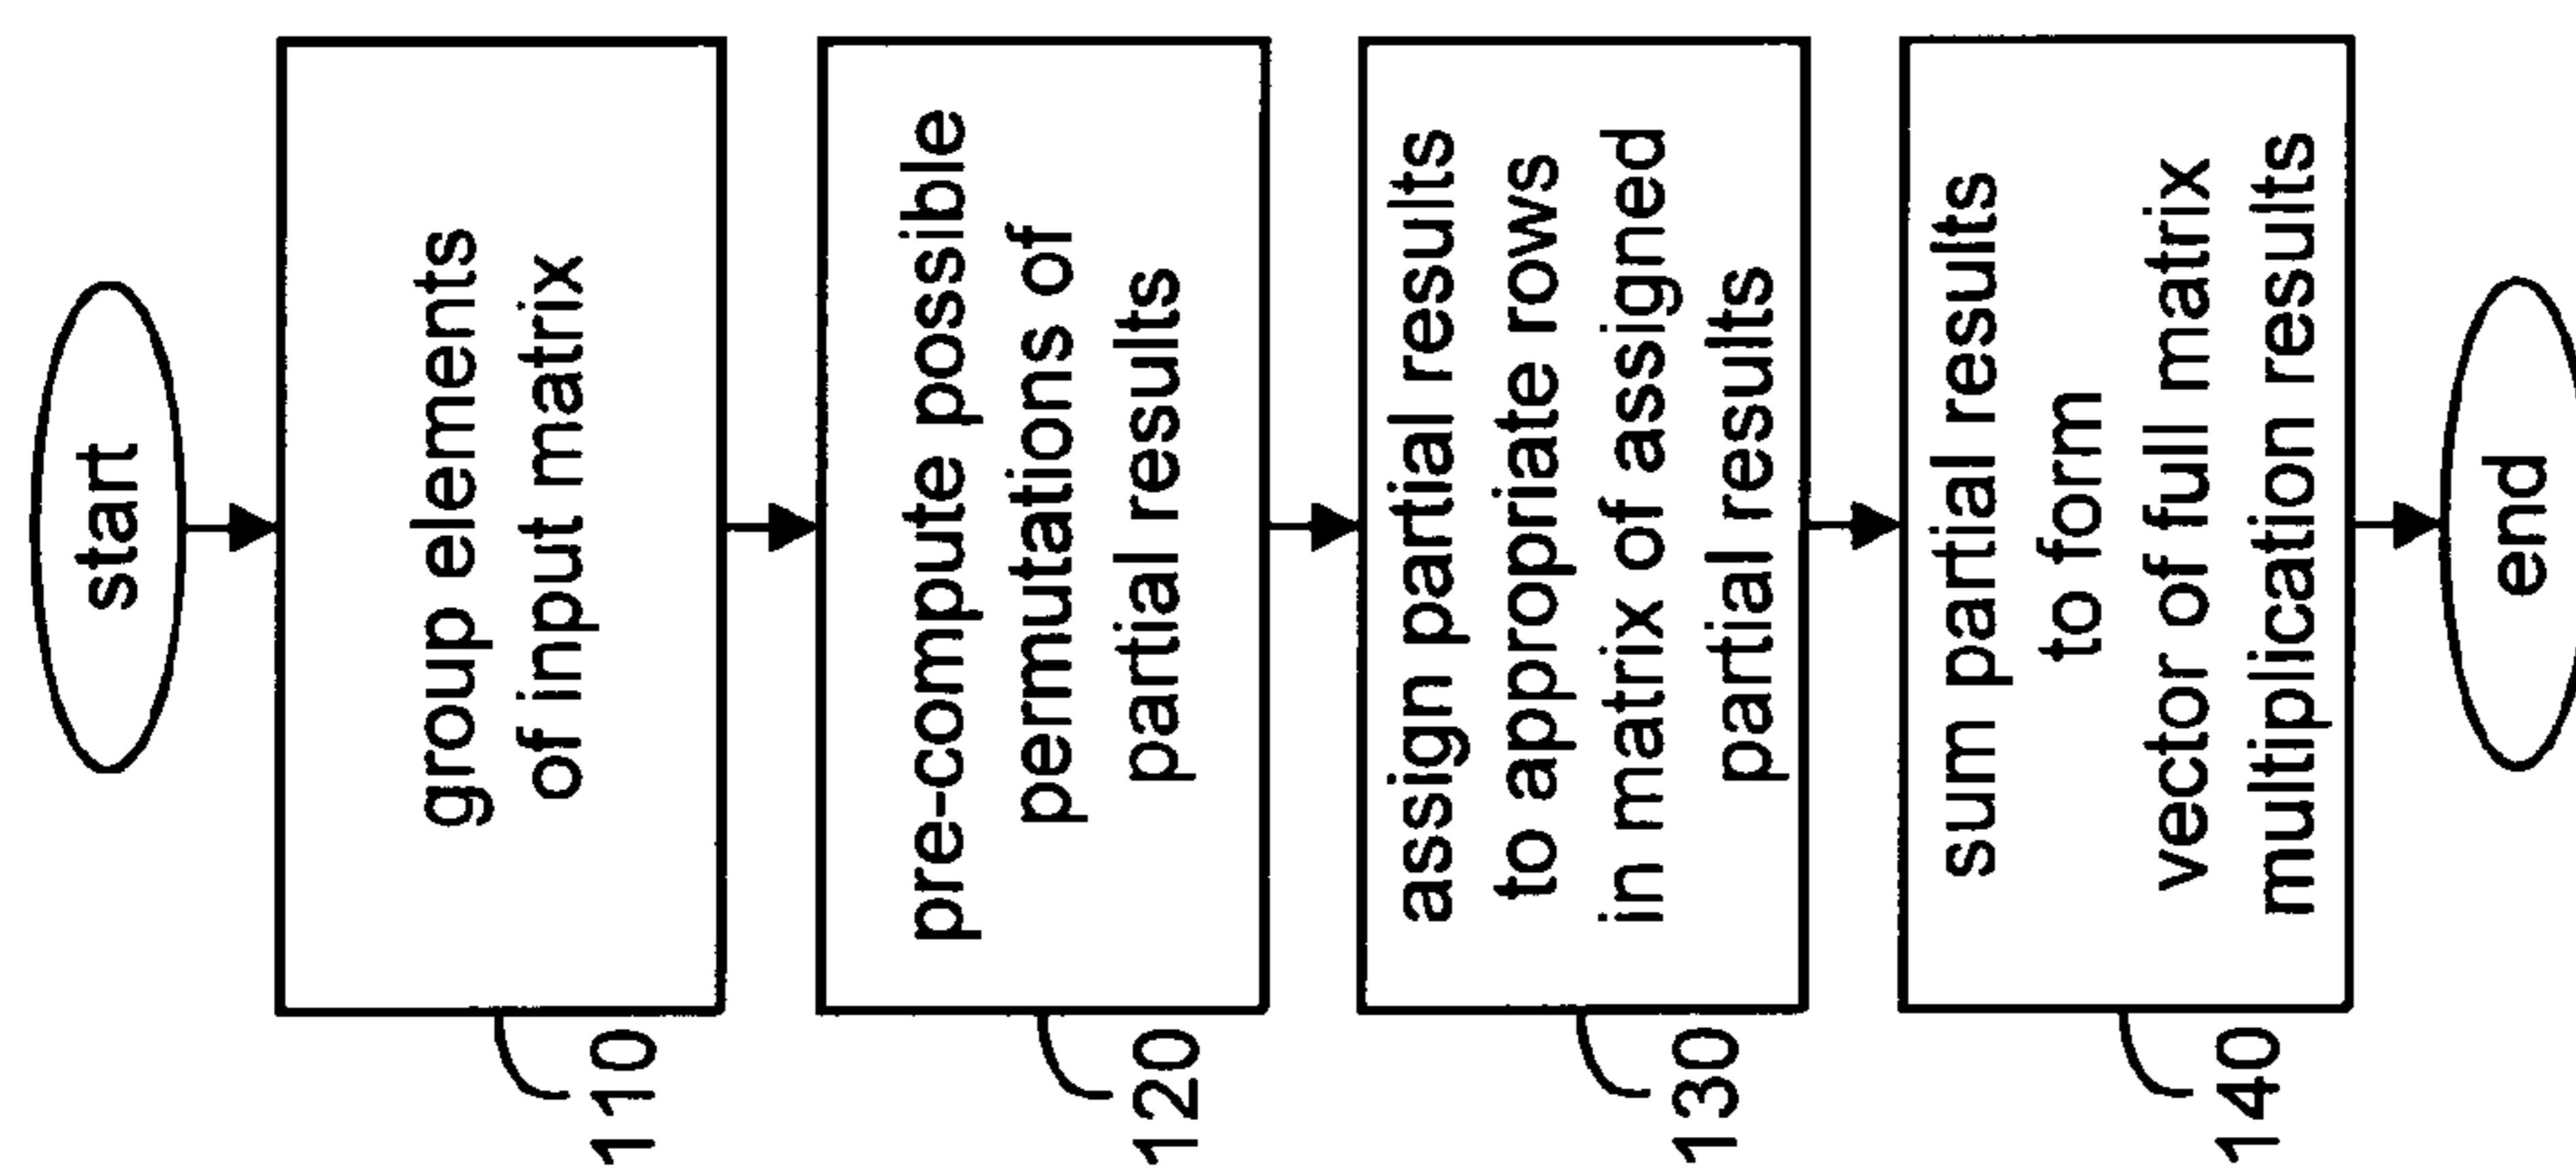 start
group elements
of input matrix
110
pre-compute possible
permutations of
partial results
120
assign partial results
to appropriate rows
in matrix of assigned
partial results
130
sum partial results
to form
vector of full matrix
multiplication results
140
end